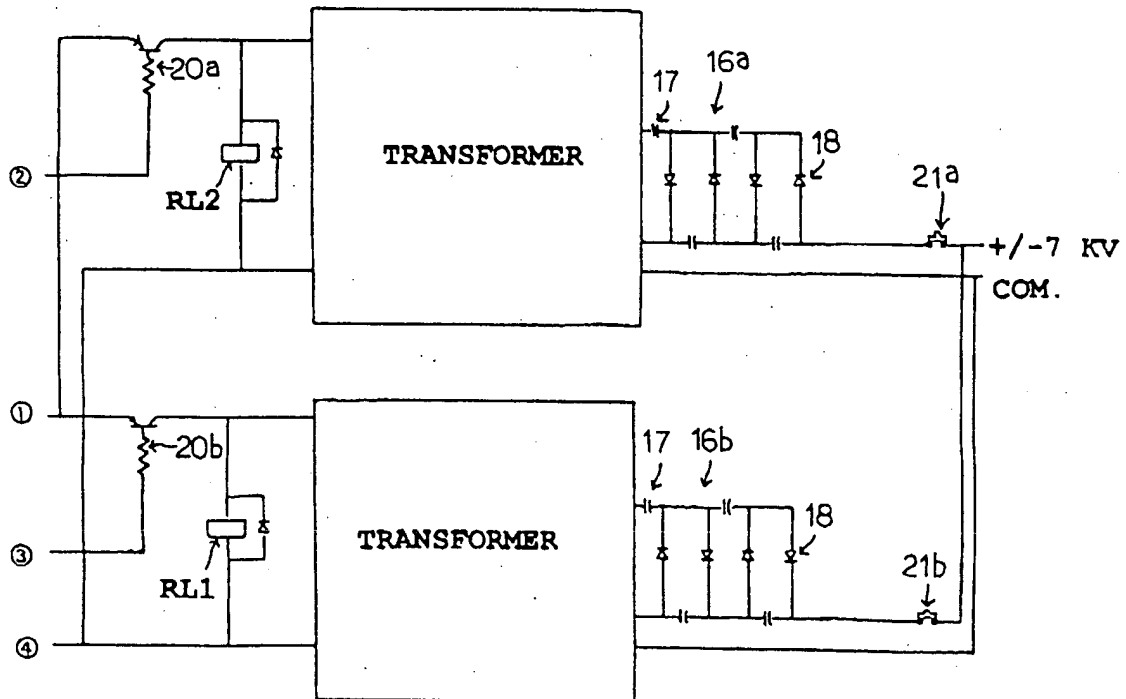 20a
②
RL2
TRANSFORMER
17
16a
18
21a
+/-7 KV
COM.
①
20b
③
RL1
④
TRANSFORMER
17
16b
18
21b